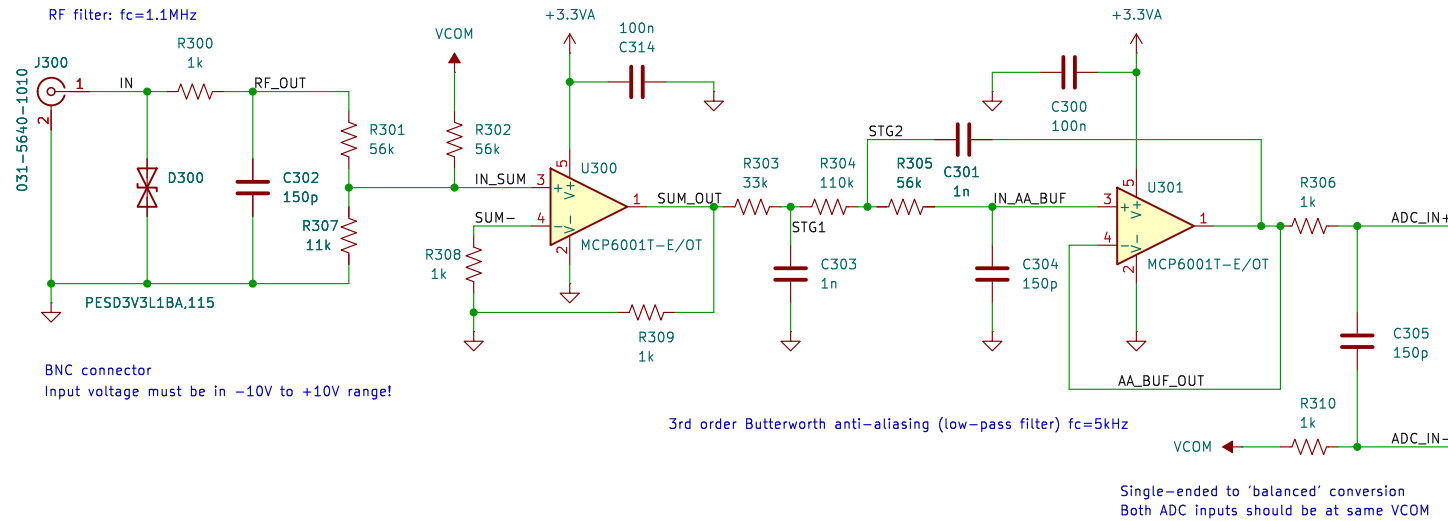 RF filter: fc=1.1MHz
J300
031-5640-1010
1
2
IN
R300
1k
RF_OUT
D300
PESD3V3L1BA,115
C302
150p
R301
56k
R307
11k
VCOM
R302
56k
IN_SUM
SUM-
R308
1k
+3.3VA
100n
C314
U300
3
4
5
2
1
+
-
V+
V-
MCP6001T-E/OT
SUM_OUT
R309
1k
R303
33k
STG1
C303
1n
R304
110k
STG2
R305
56k
C301
1n
IN_AA_BUF
C304
150p
+3.3VA
C300
100n
U301
3
4
5
2
1
+
-
V+
V-
MCP6001T-E/OT
AA_BUF_OUT
R306
1k
ADC_IN+
C305
150p
R310
1k
VCOM
ADC_IN-
BNC connector
Input voltage must be in -10V to +10V range!
3rd order Butterworth anti-aliasing (low-pass filter) fc=5kHz
Single-ended to 'balanced' conversion
Both ADC inputs should be at same VCOM